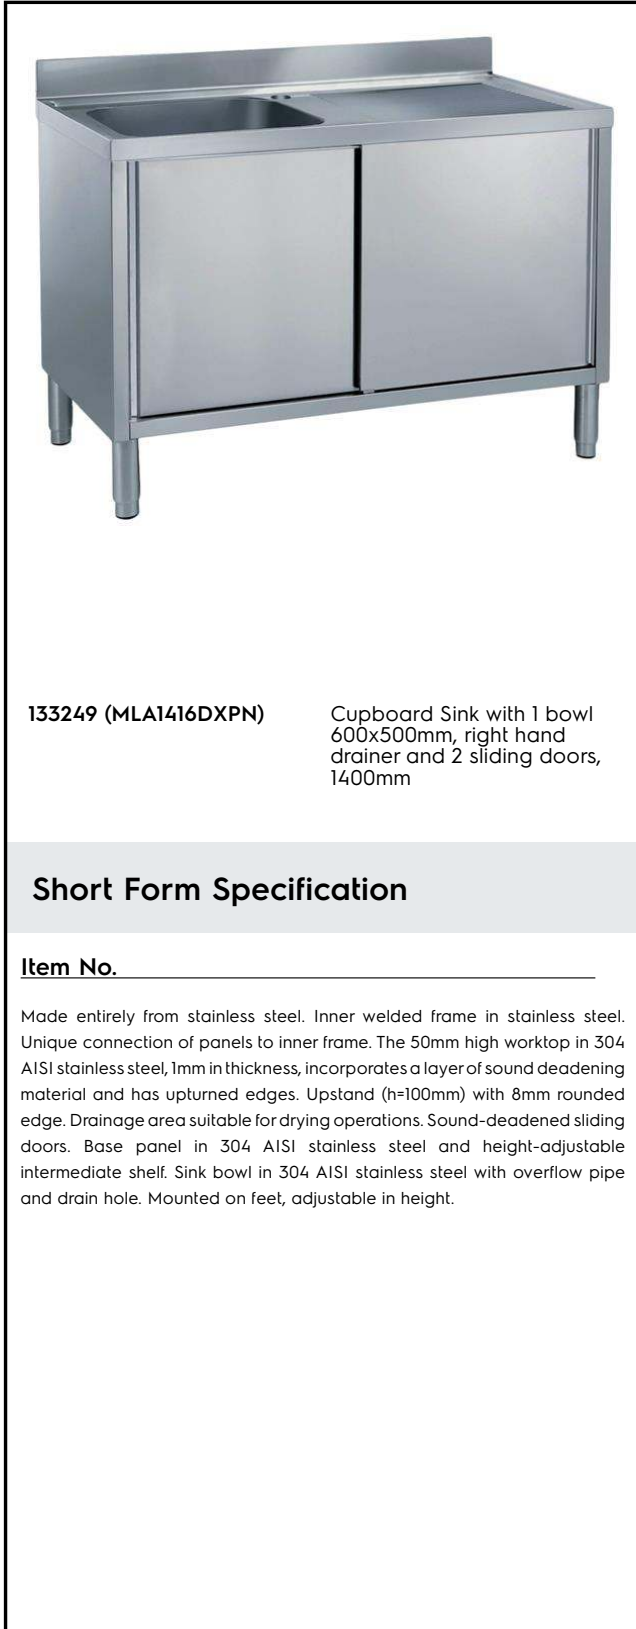 133249 (MLA1416DXPN)
Cupboard Sink with 1 bowl
600x500mm, right hand
drainer and 2 sliding doors,
1400mm
Short Form Specification
Item No.
Made entirely from stainless steel. Inner welded frame in stainless steel.
Unique connection of panels to inner frame. The 50mm high worktop in 304
AISI stainless steel, 1mm in thickness, incorporates a layer of sound deadening
material and has upturned edges. Upstand (h=100mm) with 8mm rounded
edge. Drainage area suitable for drying operations. Sound-deadened sliding
doors. Base panel in 304 AISI stainless steel and height-adjustable
intermediate shelf. Sink bowl in 304 AISI stainless steel with overflow pipe
and drain hole. Mounted on feet, adjustable in height.